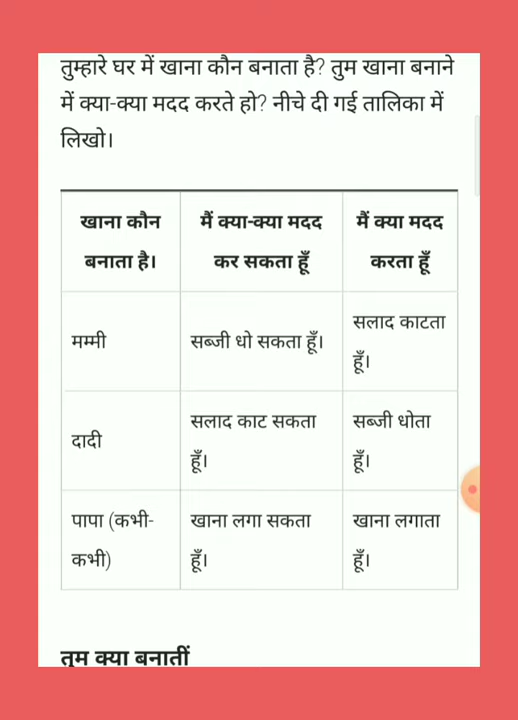 तुम्हारे घर में खाना कौन बनाता है? तुम खाना बनाने
में क्या-क्या मदद करते हो? नीचे दी गई तालिका में
लिखो।
खाना कौन
बनाता है।
मैं क्या-क्या मदद
कर सकता हूँ
मैं क्या मदद
करता हूँ
मम्मी
सब्जी धो सकता हूँ।
सलाद काटता
हूँ।
दादी
सलाद काट सकता
हूँ।
सब्जी धोता
हूँ।
पापा (कभी-
कभी)
खाना लगा सकता
हूँ।
खाना लगाता
हूँ।
तुम क्या बनातीं